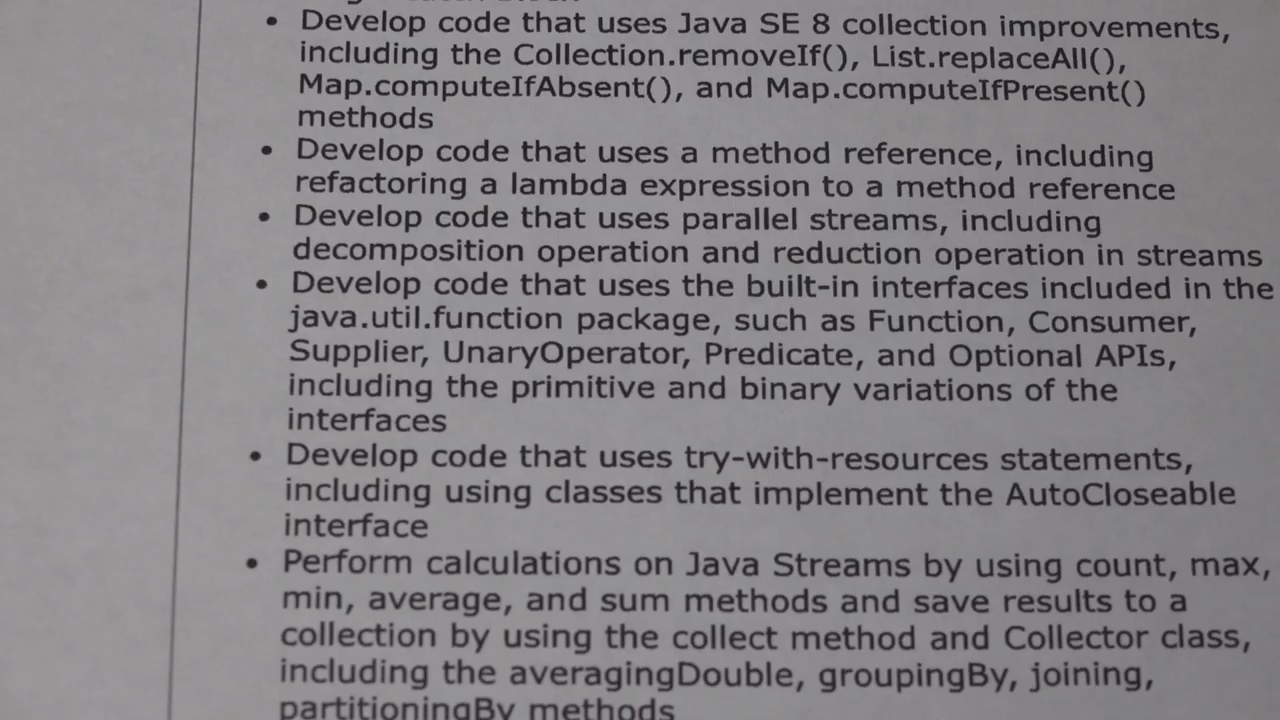 • Develop code that uses Java SE 8 collection improvements,
including the Collection.removeIf(), List.replaceAll(),
Map.computeIfAbsent(), and Map.computeIfPresent()
methods
• Develop code that uses a method reference, including
refactoring a lambda expression to a method reference
• Develop code that uses parallel streams, including
decomposition operation and reduction operation in streams
• Develop code that uses the built-in interfaces included in the
java.util.function package, such as Function, Consumer,
Supplier, UnaryOperator, Predicate, and Optional APIs,
including the primitive and binary variations of the
interfaces
• Develop code that uses try-with-resources statements,
including using classes that implement the AutoCloseable
interface
• Perform calculations on Java Streams by using count, max,
min, average, and sum methods and save results to a
collection by using the collect method and Collector class,
including the averagingDouble, groupingBy, joining,
partitioningBy methods